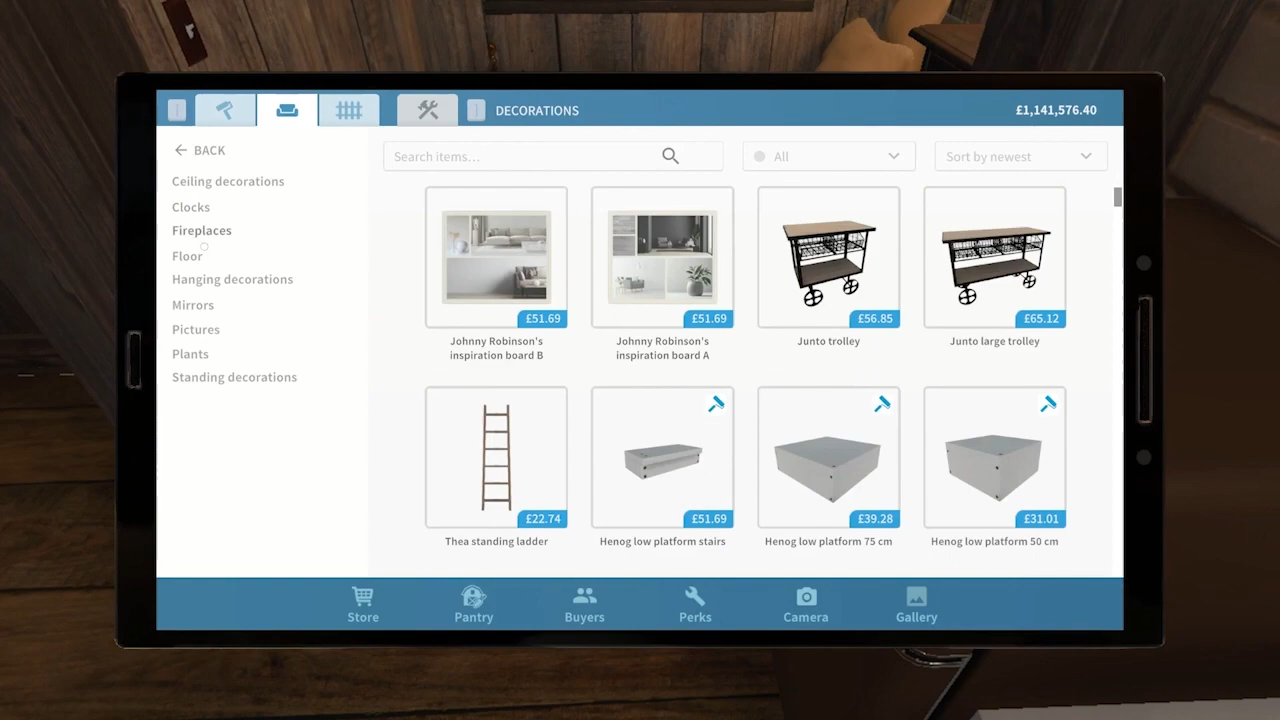 DECORATIONS
£1,141,576.40
BACK
Ceiling decorations
Clocks
Fireplaces
Floor
Hanging decorations
Mirrors
Pictures
Plants
Standing decorations
Search items...
All
Sort by newest
£51.69
£51.69
£56.85
£65.12
Johnny Robinson's
inspiration board B
Johnny Robinson's
inspiration board A
Junto trolley
Junto large trolley
£22.74
£51.69
£39.28
£31.01
Thea standing ladder
Henog low platform stairs
Henog low platform 75 cm
Henog low platform 50 cm
Store
Pantry
Buyers
Perks
Camera
Gallery